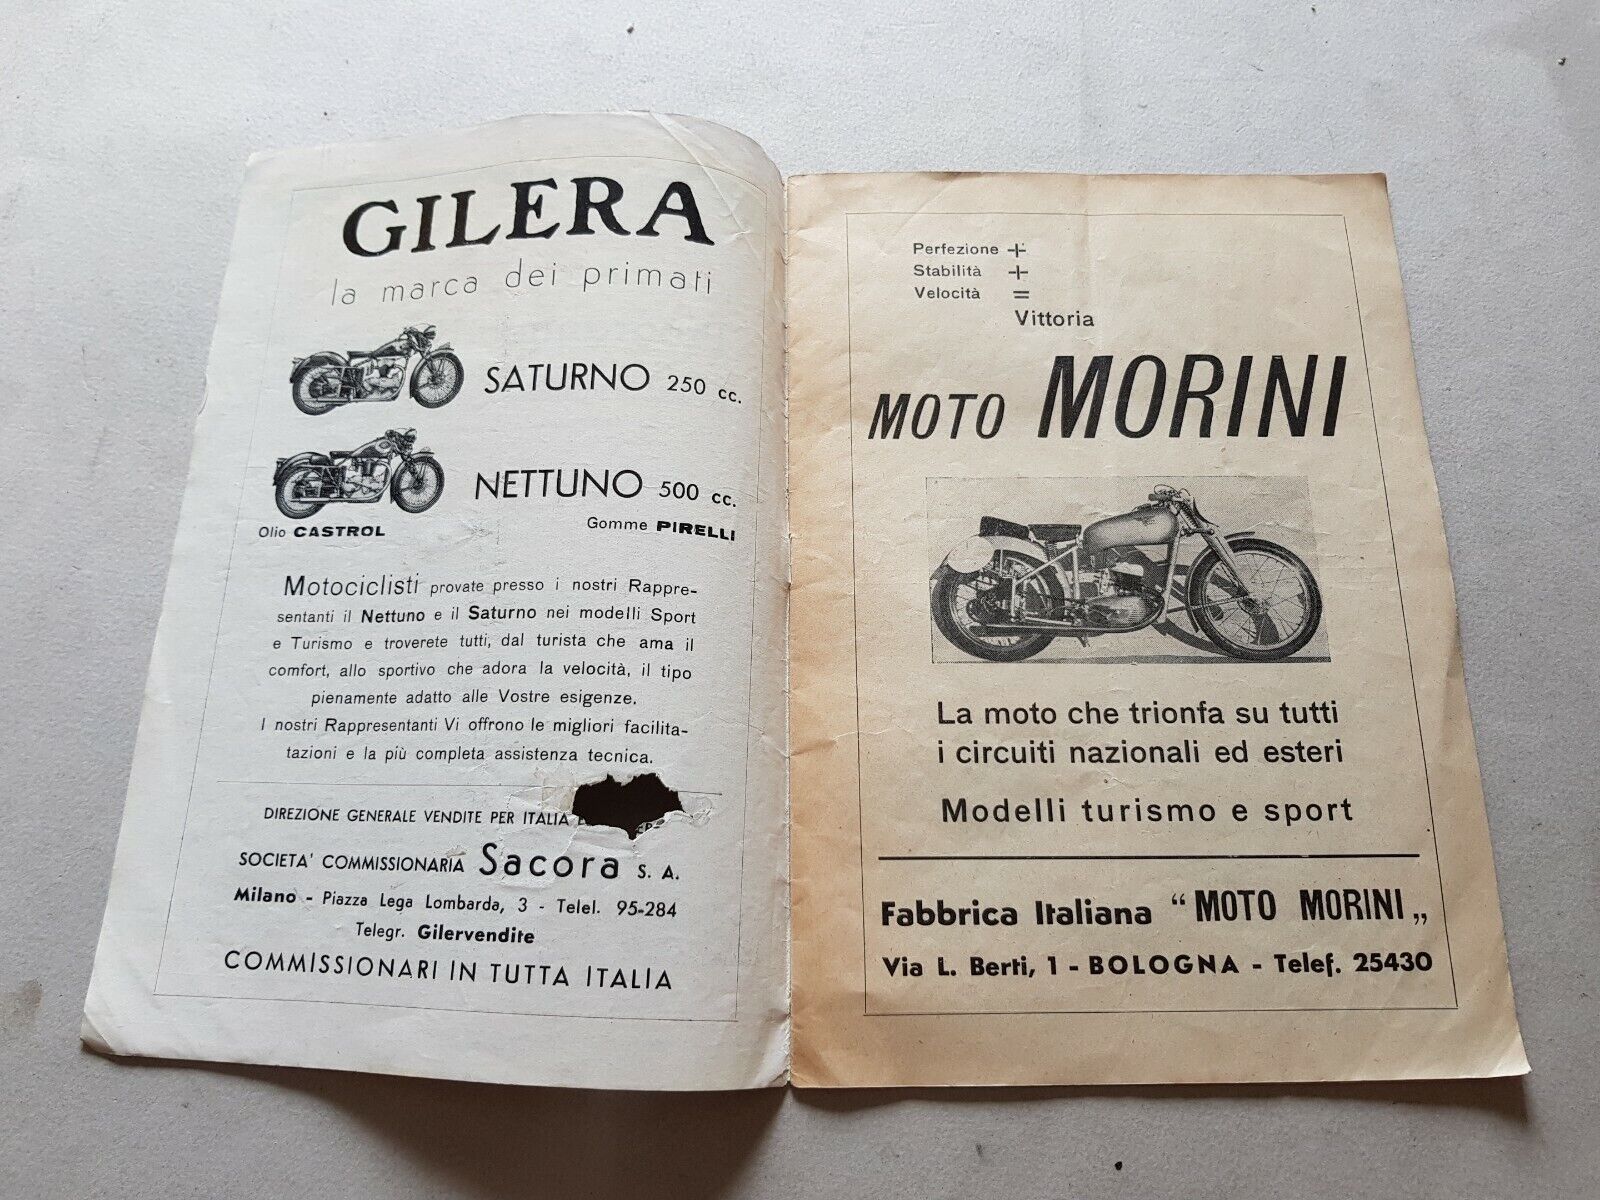 GILERA
la marca dei primati
SATURNO 250 cc.
NETTUNO 500 cc.
Olio CASTROL
Gomme PIRELLI
Motociclisti provate presso i nostri Rappre-
sentanti il Nettuno e il Saturno nei modelli Sport
e Turismo e troverete tutti, dal turista che ama il
comfort, allo sportivo che adora la velocità, il tipo
pienamente adatto alle Vostre esigenze.
I nostri Rappresentanti Vi offrono le migliori facilita-
tazioni e la più completa assistenza tecnica.
DIREZIONE GENERALE VENDITE PER ITALIA
SOCIETA' COMMISSIONARIA Sacora S. A.
Milano - Piazza Lega Lombarda, 3 - Telel. 95-284
Telegr. Gilervendite
COMMISSIONARI IN TUTTA ITALIA
Perfezione +
Stabilità +
Velocità =
Vittoria
MOTO MORINI
La moto che trionfa su tutti
i circuiti nazionali ed esteri
Modelli turismo e sport
Fabbrica Italiana “MOTO MORINI„
Via L. Berti, 1 - BOLOGNA - Telef. 25430